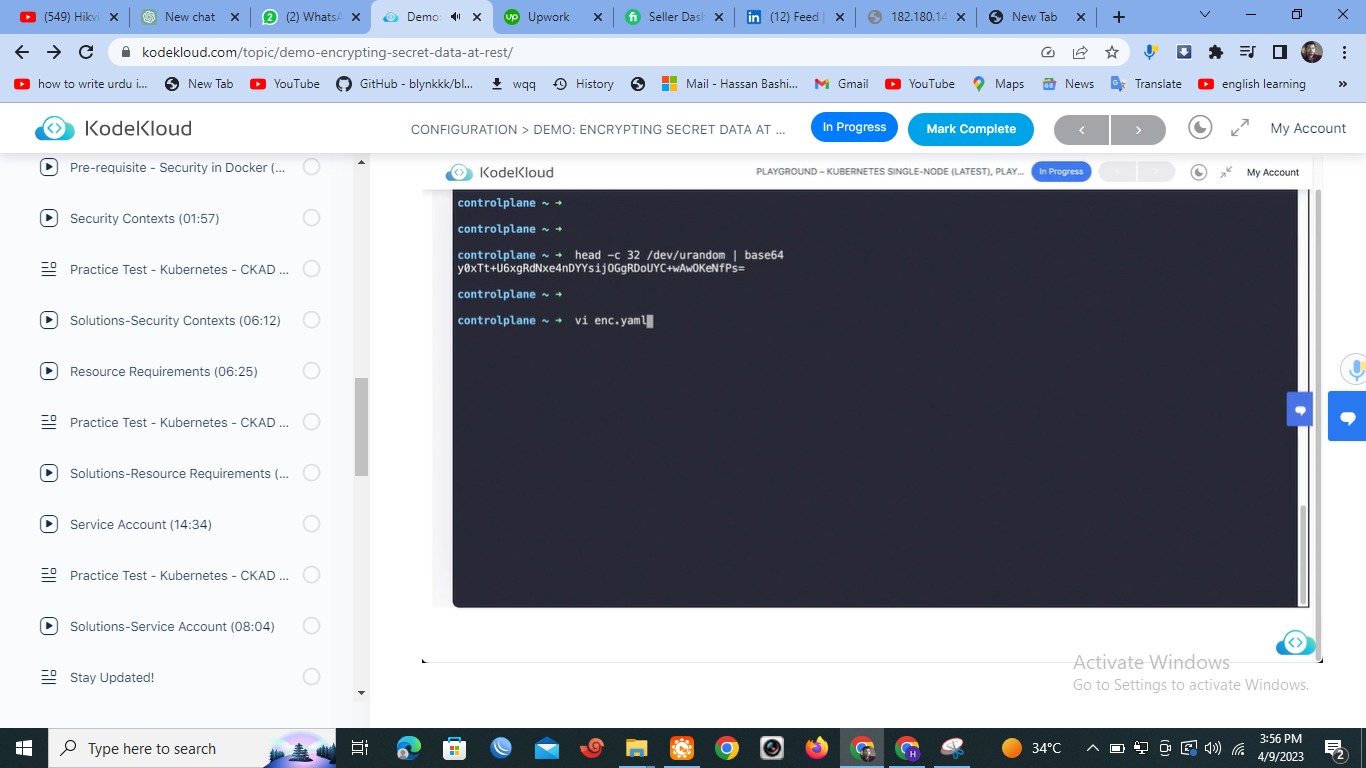 (549) Hikvi
New chat
(2) WhatsA
Demo:
Upwork
Seller Dash
(12) Feed |
182.180.14
New Tab
kodekloud.com/topic/demo-encrypting-secret-data-at-rest/
how to write urdu i...
New Tab
YouTube
GitHub - blynkkk/bl...
wqq
History
Mail - Hassan Bashi...
Gmail
YouTube
Maps
News
Translate
english learning
»
KodeKloud
CONFIGURATION > DEMO: ENCRYPTING SECRET DATA AT ...
In Progress
Mark Complete
My Account
Pre-requisite - Security in Docker (...
Security Contexts (01:57)
Practice Test - Kubernetes - CKAD ...
Solutions-Security Contexts (06:12)
Resource Requirements (06:25)
Practice Test - Kubernetes - CKAD ...
Solutions-Resource Requirements (...
Service Account (14:34)
Practice Test - Kubernetes - CKAD ...
Solutions-Service Account (08:04)
Stay Updated!
KodeKloud
PLAYGROUND – KUBERNETES SINGLE-NODE (LATEST), PLAY...
In Progress
My Account
controlplane ~ ➜
controlplane ~ ➜
controlplane ~ ➜ head -c 32 /dev/urandom | base64
y0xTt+U6xgRdNxe4nDYYsijOGgRDoUYC+wAwOKeNfPs=
controlplane ~ ➜
controlplane ~ ➜ vi enc.yaml
Activate Windows
Go to Settings to activate Windows.
Type here to search
34°C
3:56 PM
4/9/2023
2